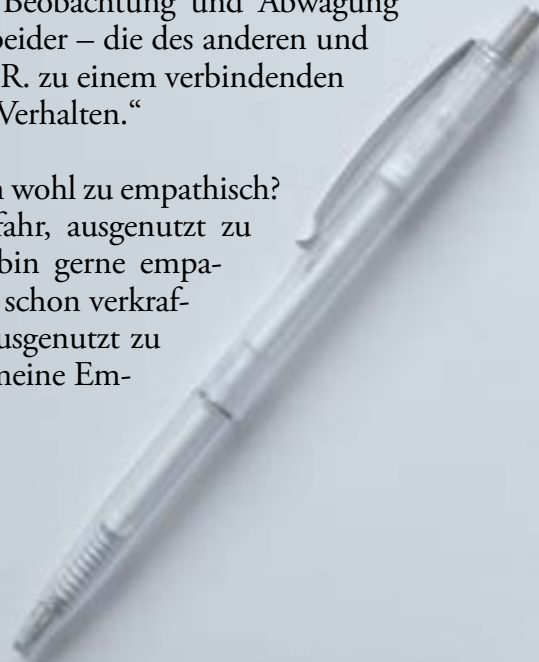 Beobachtung und Abwägung
beider – die des anderen und
R. zu einem verbindenden
Verhalten.“
wohl zu empathisch?
ausgenutzt zu
bin gerne empa-
schon verkraf-
usgenutzt zu
meine Em-